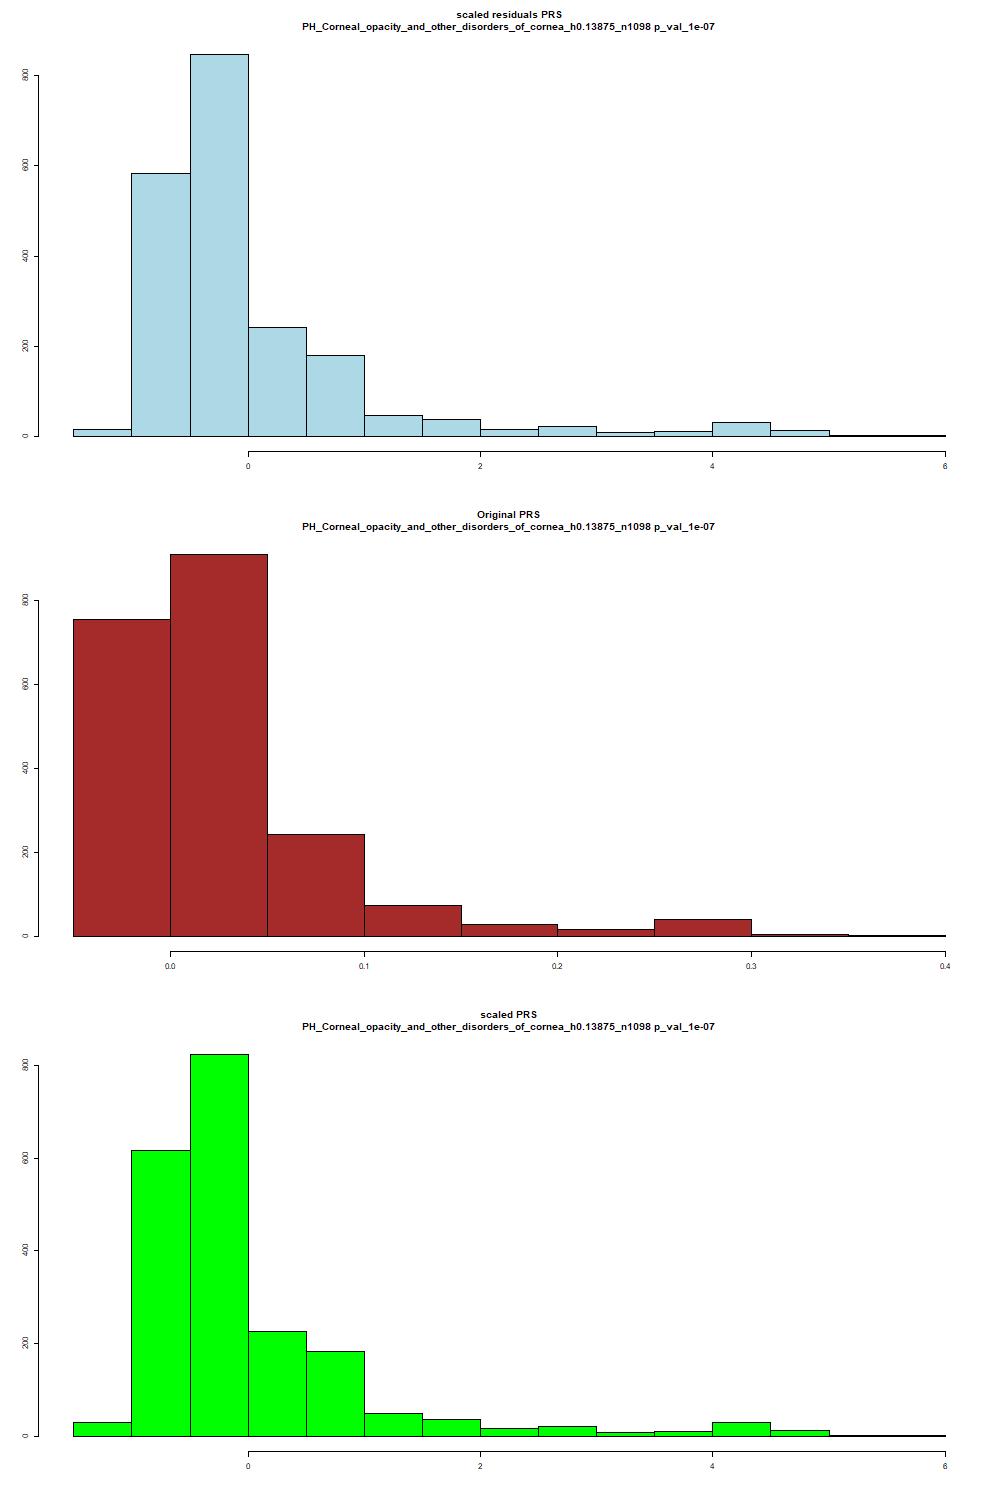 scaled residuals PRS
PH_Corneal_opacity_and_other_disorders_of_cornea_h0.13875_n1098 p_val_1e-07
800
600
400
200
0
0 2 4 6
Original PRS
PH_Corneal_opacity_and_other_disorders_of_cornea_h0.13875_n1098 p_val_1e-07
800
600
400
200
0
0.0 0.1 0.2 0.3 0.4
scaled PRS
PH_Corneal_opacity_and_other_disorders_of_cornea_h0.13875_n1098 p_val_1e-07
800
600
400
200
0
0 2 4 6